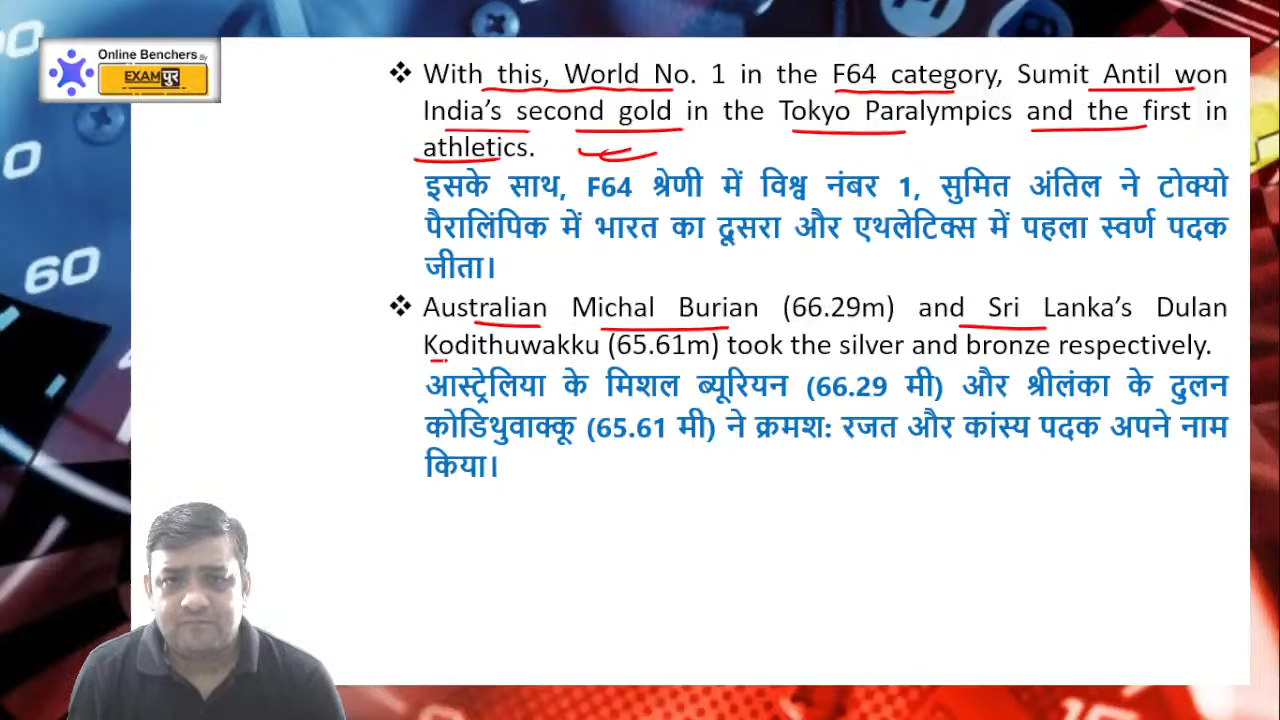 Online Benchers By
EXAMपुर
❖ With this, World No. 1 in the F64 category, Sumit Antil won
India's second gold in the Tokyo Paralympics and the first in
athletics.
इसके साथ, F64 श्रेणी में विश्व नंबर 1, सुमित अंतिल ने टोक्यो
पैरालिंपिक में भारत का दूसरा और एथलेटिक्स में पहला स्वर्ण पदक
जीता।
❖ Australian Michal Burian (66.29m) and Sri Lanka's Dulan
Kodithuwakku (65.61m) took the silver and bronze respectively.
आस्ट्रेलिया के मिशल ब्यूरियन (66.29 मी) और श्रीलंका के दुलन
कोडिथुवाक्कू (65.61 मी) ने क्रमश: रजत और कांस्य पदक अपने नाम
किया।
60